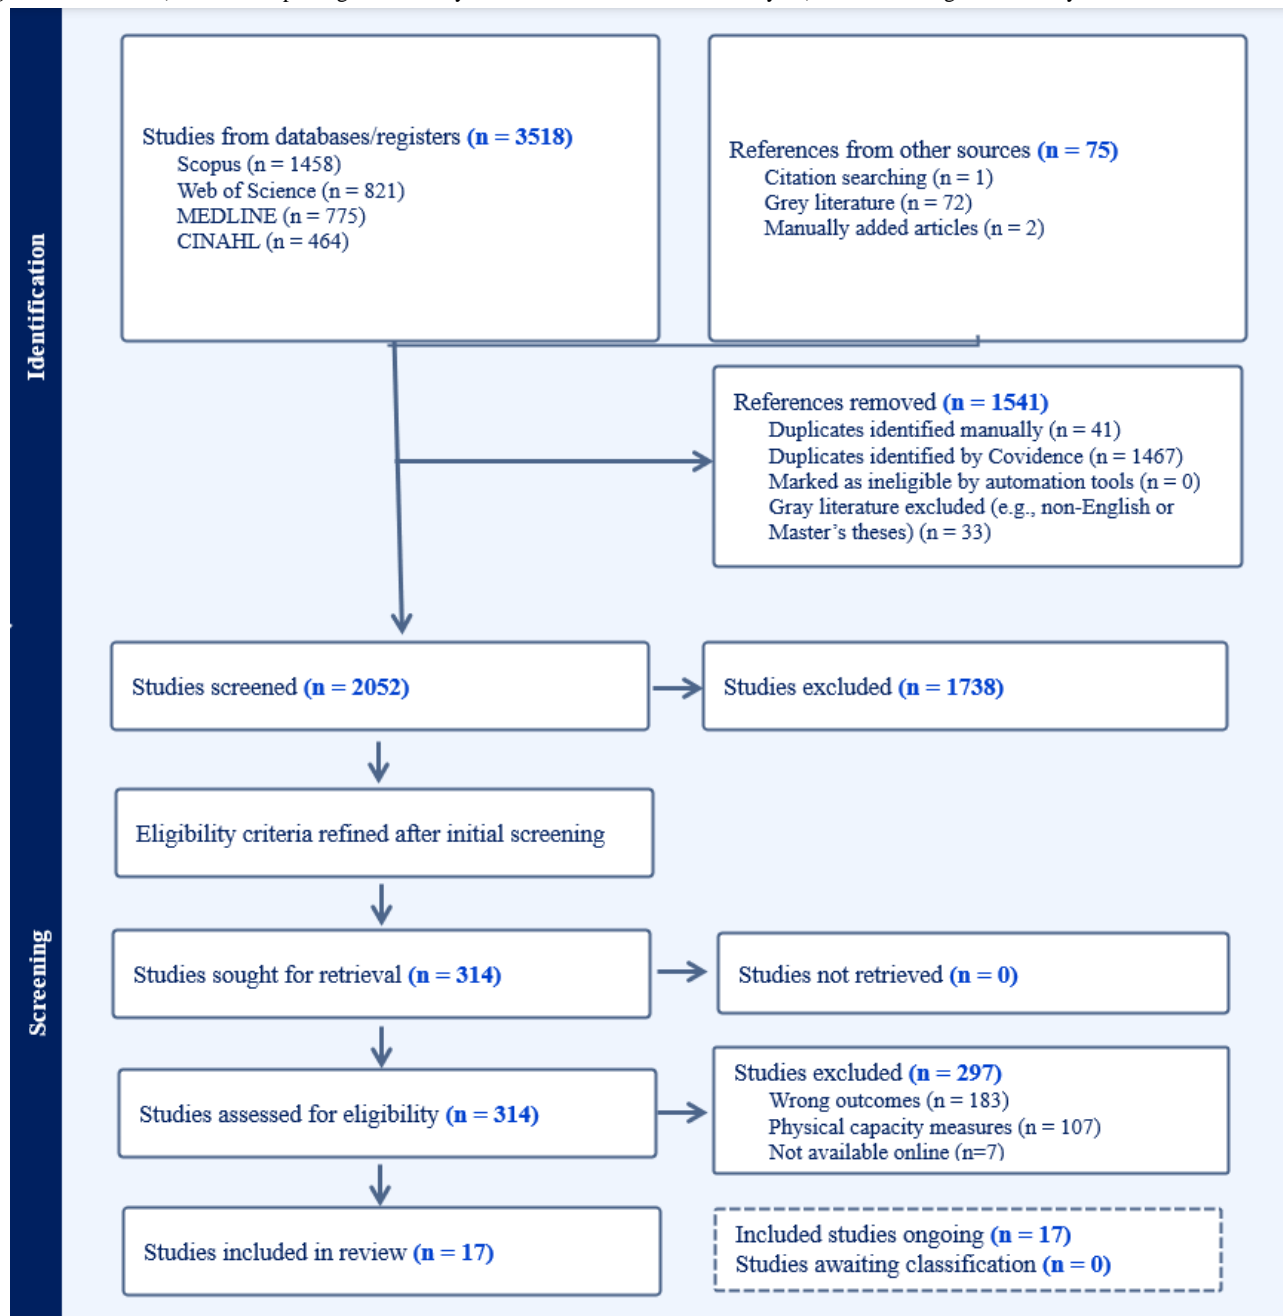 Identification
Studies from databases/registers (n = 3518)
Scopus (n = 1458)
Web of Science (n = 821)
MEDLINE (n = 775)
CINAHL (n = 464)
References from other sources (n = 75)
Citation searching (n = 1)
Grey literature (n = 72)
Manually added articles (n = 2)
References removed (n = 1541)
Duplicates identified manually (n = 41)
Duplicates identified by Covidence (n = 1467)
Marked as ineligible by automation tools (n = 0)
Gray literature excluded (e.g., non-English or
Master’s theses) (n = 33)
Screening
Studies screened (n = 2052)
Studies excluded (n = 1738)
Eligibility criteria refined after initial screening
Studies sought for retrieval (n = 314)
Studies not retrieved (n = 0)
Studies assessed for eligibility (n = 314)
Studies excluded (n = 297)
Wrong outcomes (n = 183)
Physical capacity measures (n = 107)
Not available online (n=7)
Studies included in review (n = 17)
Included studies ongoing (n = 17)
Studies awaiting classification (n = 0)